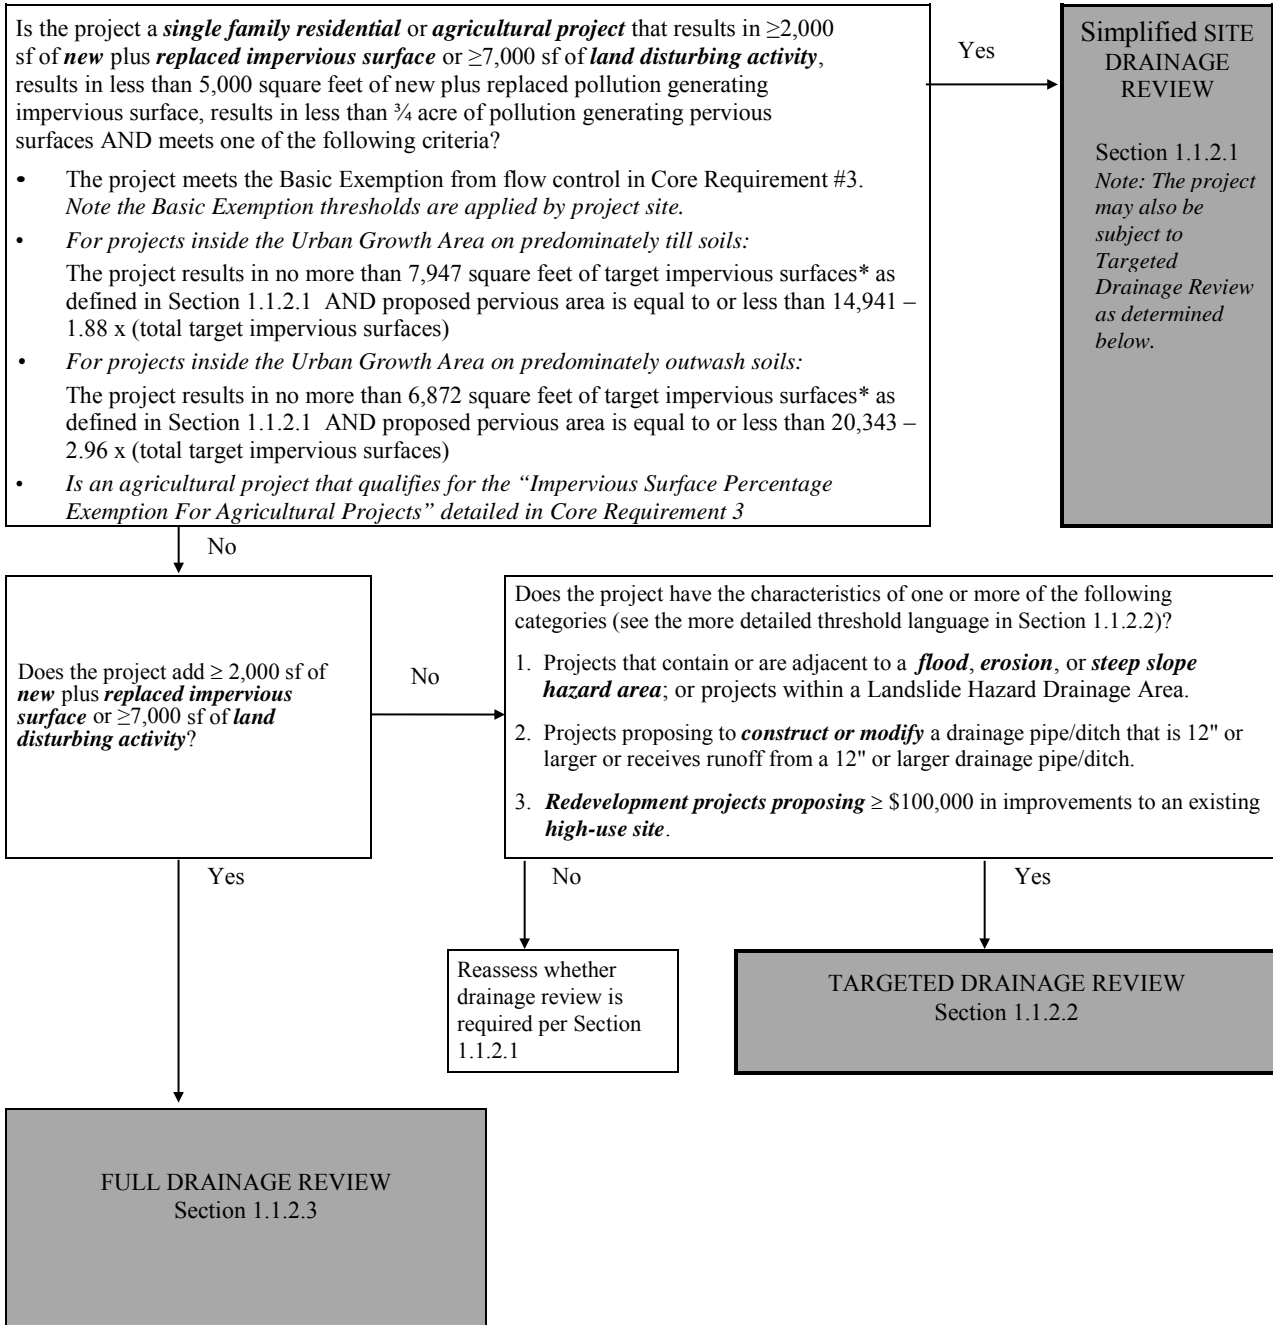 Is the project a single family residential or agricultural project that results in ≥2,000
sf of new plus replaced impervious surface or ≥7,000 sf of land disturbing activity,
results in less than 5,000 square feet of new plus replaced pollution generating
impervious surface, results in less than ¾ acre of pollution generating pervious
surfaces AND meets one of the following criteria?
• The project meets the Basic Exemption from flow control in Core Requirement #3.
Note the Basic Exemption thresholds are applied by project site.
• For projects inside the Urban Growth Area on predominately till soils:
The project results in no more than 7,947 square feet of target impervious surfaces* as
defined in Section 1.1.2.1 AND proposed pervious area is equal to or less than 14,941 –
1.88 x (total target impervious surfaces)
• For projects inside the Urban Growth Area on predominately outwash soils:
The project results in no more than 6,872 square feet of target impervious surfaces* as
defined in Section 1.1.2.1 AND proposed pervious area is equal to or less than 20,343 –
2.96 x (total target impervious surfaces)
• Is an agricultural project that qualifies for the “Impervious Surface Percentage
Exemption For Agricultural Projects” detailed in Core Requirement 3
Yes
Simplified SITE
DRAINAGE
REVIEW
Section 1.1.2.1
Note: The project
may also be
subject to
Targeted
Drainage Review
as determined
below.
No
Does the project add ≥ 2,000 sf of
new plus replaced impervious
surface or ≥7,000 sf of land
disturbing activity?
No
Does the project have the characteristics of one or more of the following
categories (see the more detailed threshold language in Section 1.1.2.2)?
1. Projects that contain or are adjacent to a flood, erosion, or steep slope
hazard area; or projects within a Landslide Hazard Drainage Area.
2. Projects proposing to construct or modify a drainage pipe/ditch that is 12" or
larger or receives runoff from a 12" or larger drainage pipe/ditch.
3. Redevelopment projects proposing ≥ $100,000 in improvements to an existing
high-use site.
Yes
No
Yes
Reassess whether
drainage review is
required per Section
1.1.2.1
TARGETED DRAINAGE REVIEW
Section 1.1.2.2
FULL DRAINAGE REVIEW
Section 1.1.2.3